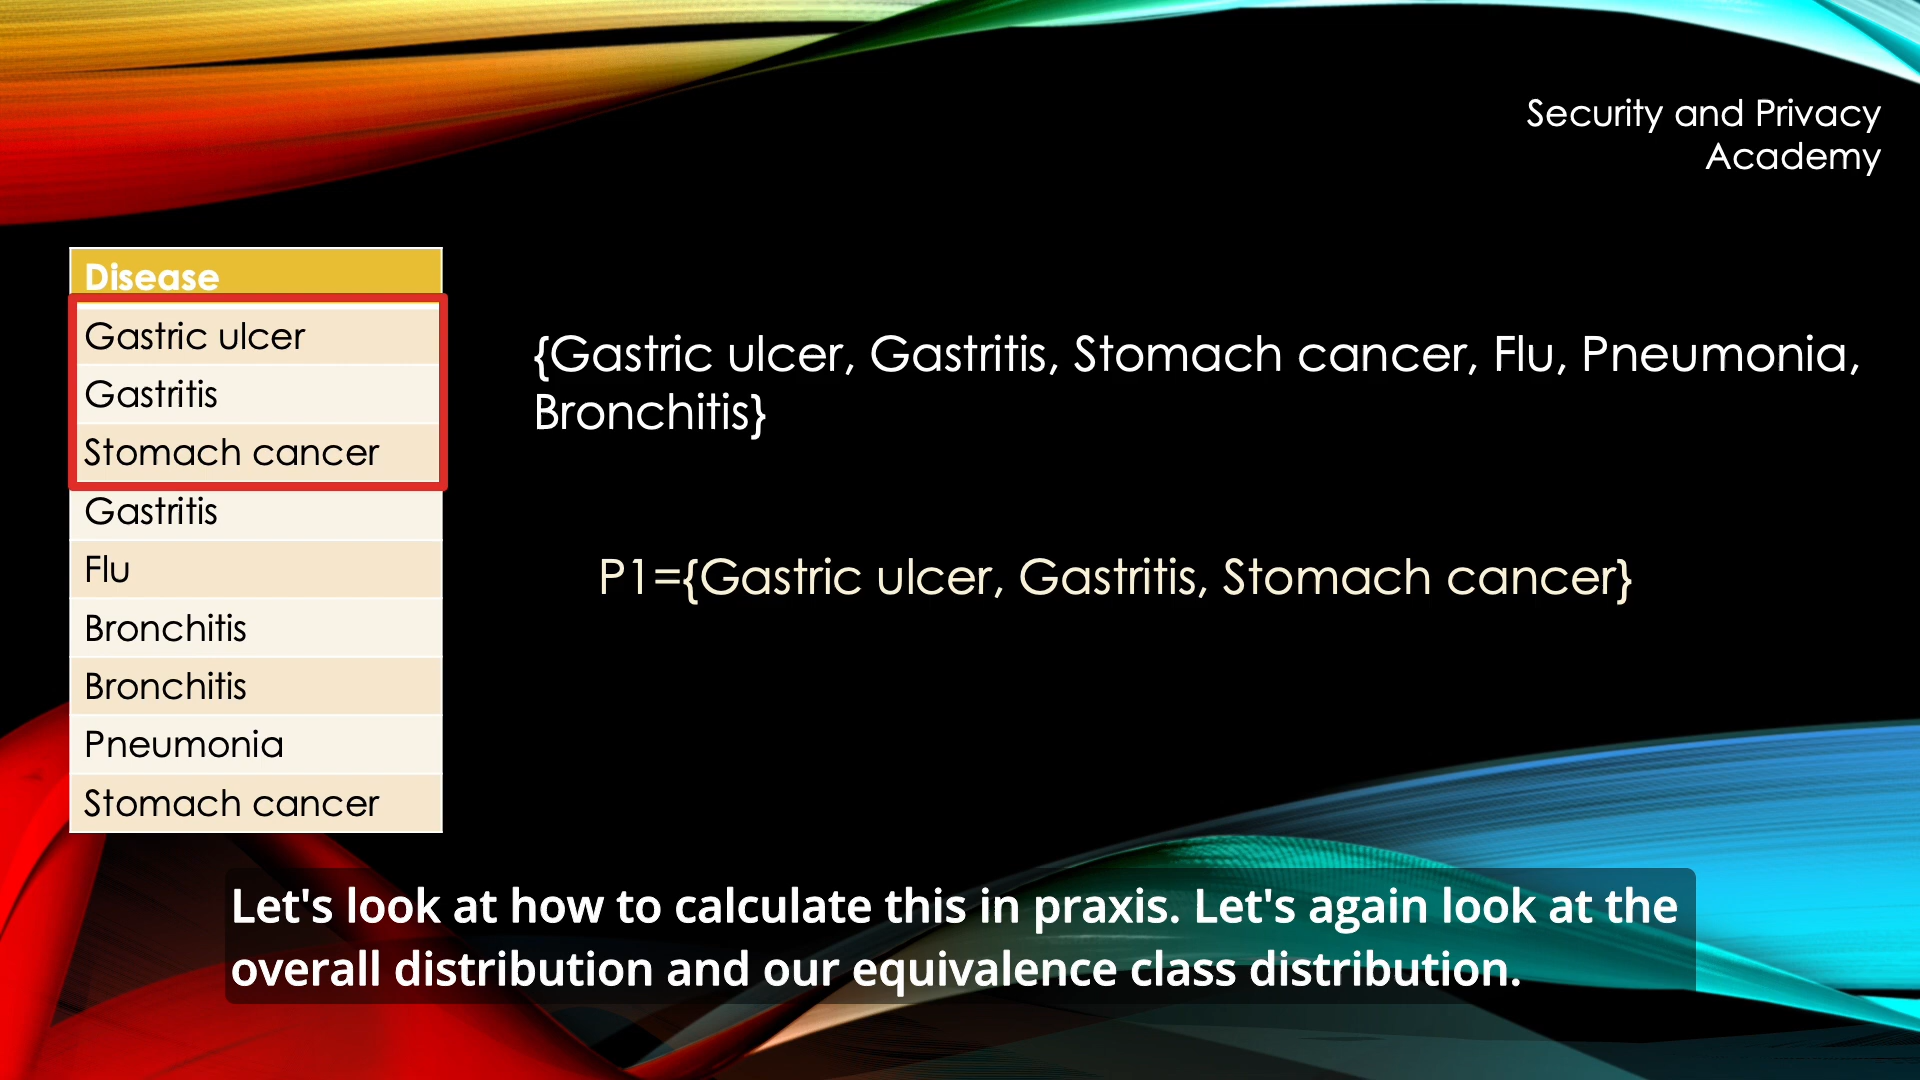 Security and Privacy
Academy
Disease
Gastric ulcer
Gastritis
Stomach cancer
Gastritis
Flu
Bronchitis
Bronchitis
Pneumonia
Stomach cancer
{Gastric ulcer, Gastritis, Stomach cancer, Flu, Pneumonia,
Bronchitis}
P1={Gastric ulcer, Gastritis, Stomach cancer}
Let's look at how to calculate this in praxis. Let's again look at the
overall distribution and our equivalence class distribution.